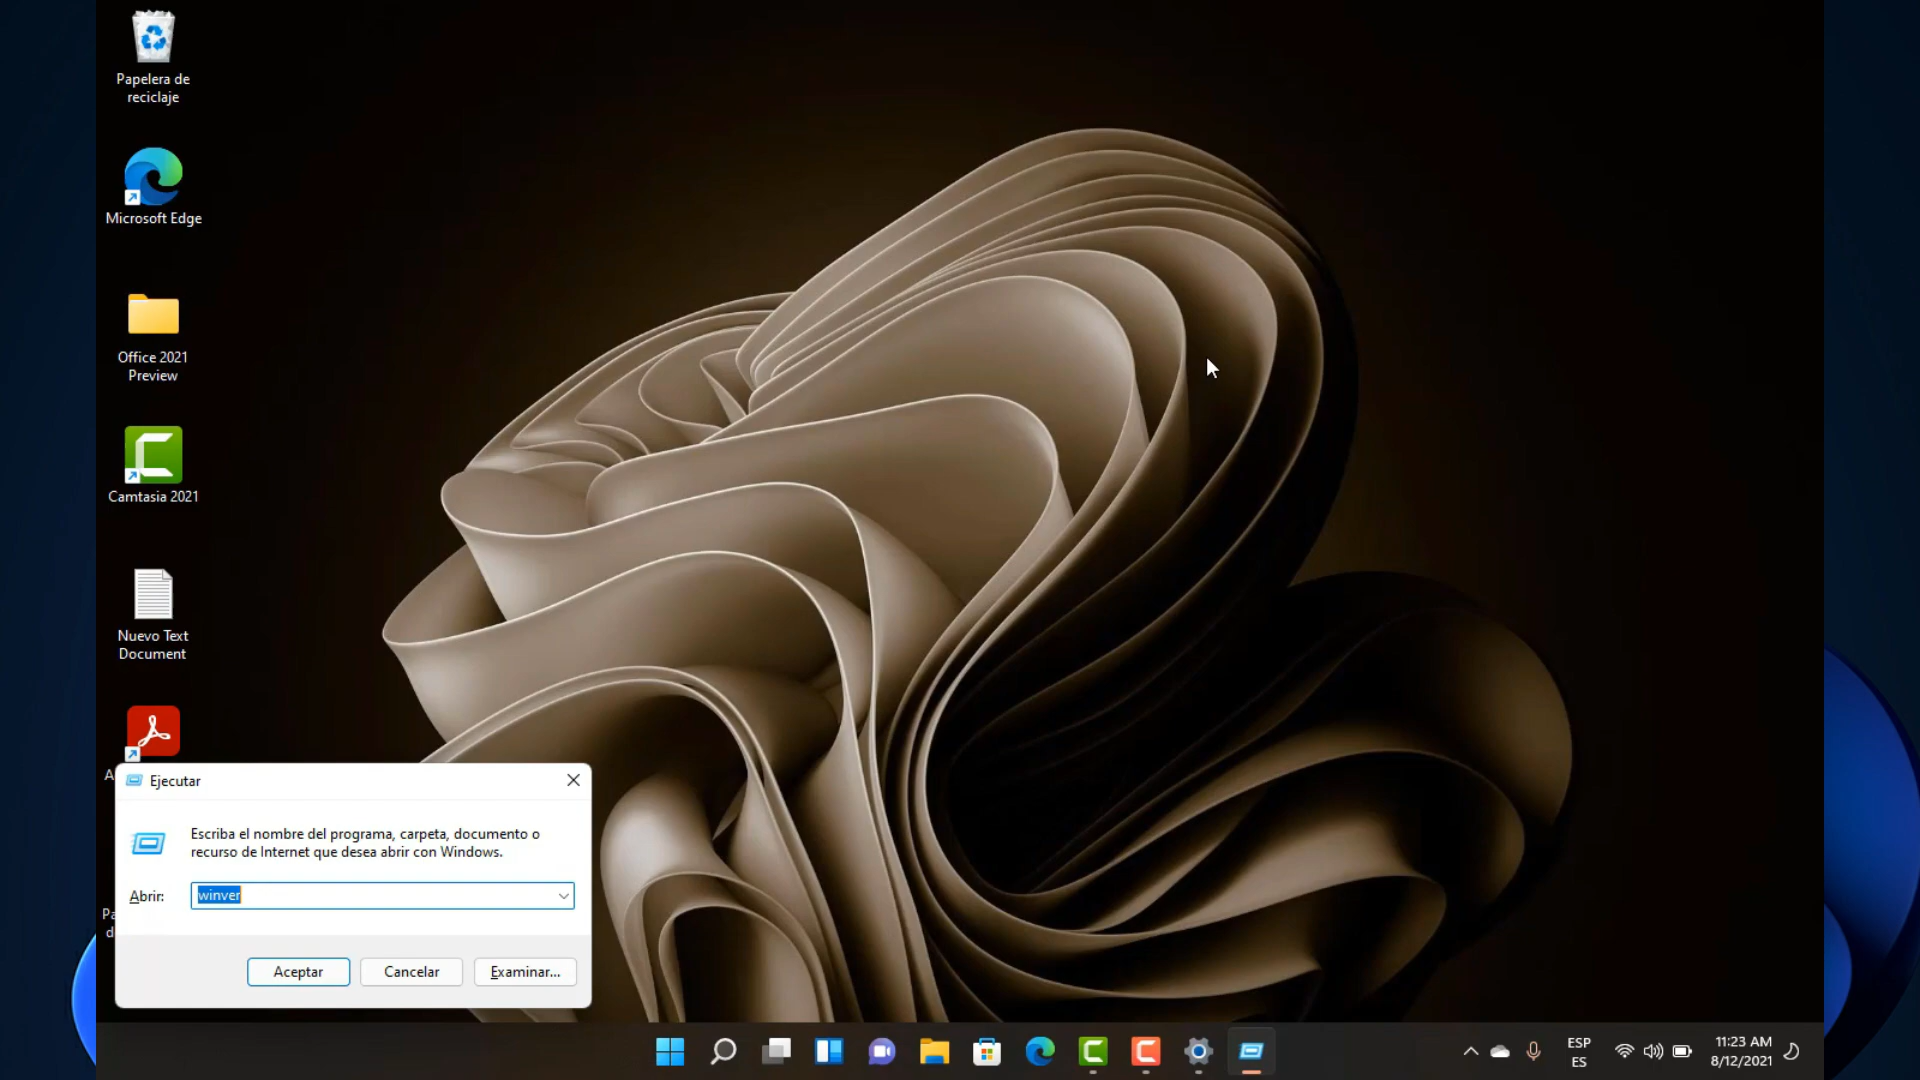 Papelera de
reciclaje
Microsoft Edge
Office 2021
Preview
Camtasia 2021
Nuevo Text
Document
A
Pa
d
Ejecutar
Escriba el nombre del programa, carpeta, documento o
recurso de Internet que desea abrir con Windows.
Abrir:
winver
Aceptar
Cancelar
Examinar...
ESP
ES
11:23 AM
8/12/2021